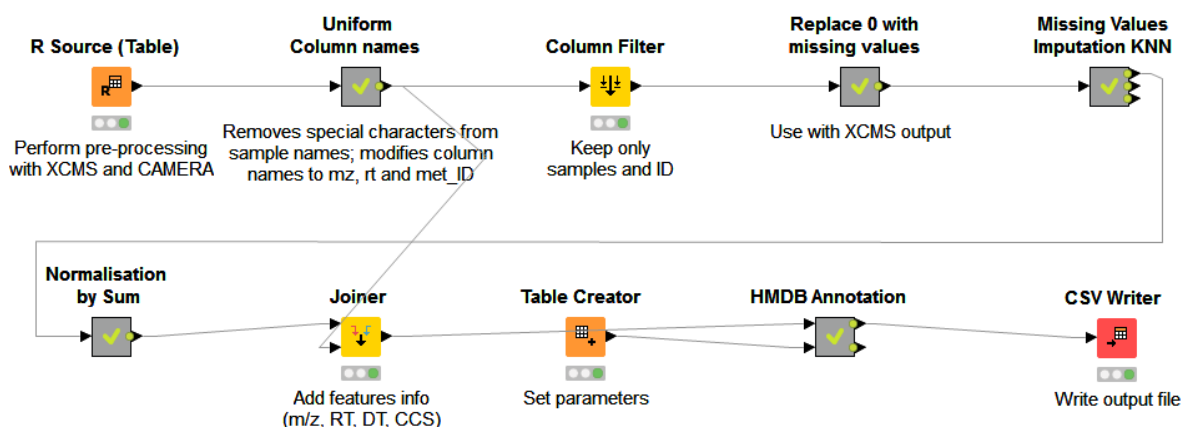 R Source (Table)
Perform pre-processing
with XCMS and CAMERA
Uniform
Column names
Removes special characters from
sample names; modifies column
names to mz, rt and met_ID
Column Filter
Keep only
samples and ID
Replace 0 with
missing values
Use with XCMS output
Missing Values
Imputation KNN
Normalisation
by Sum
Joiner
Add features info
(m/z, RT, DT, CCS)
Table Creator
Set parameters
HMDB Annotation
CSV Writer
Write output file
R